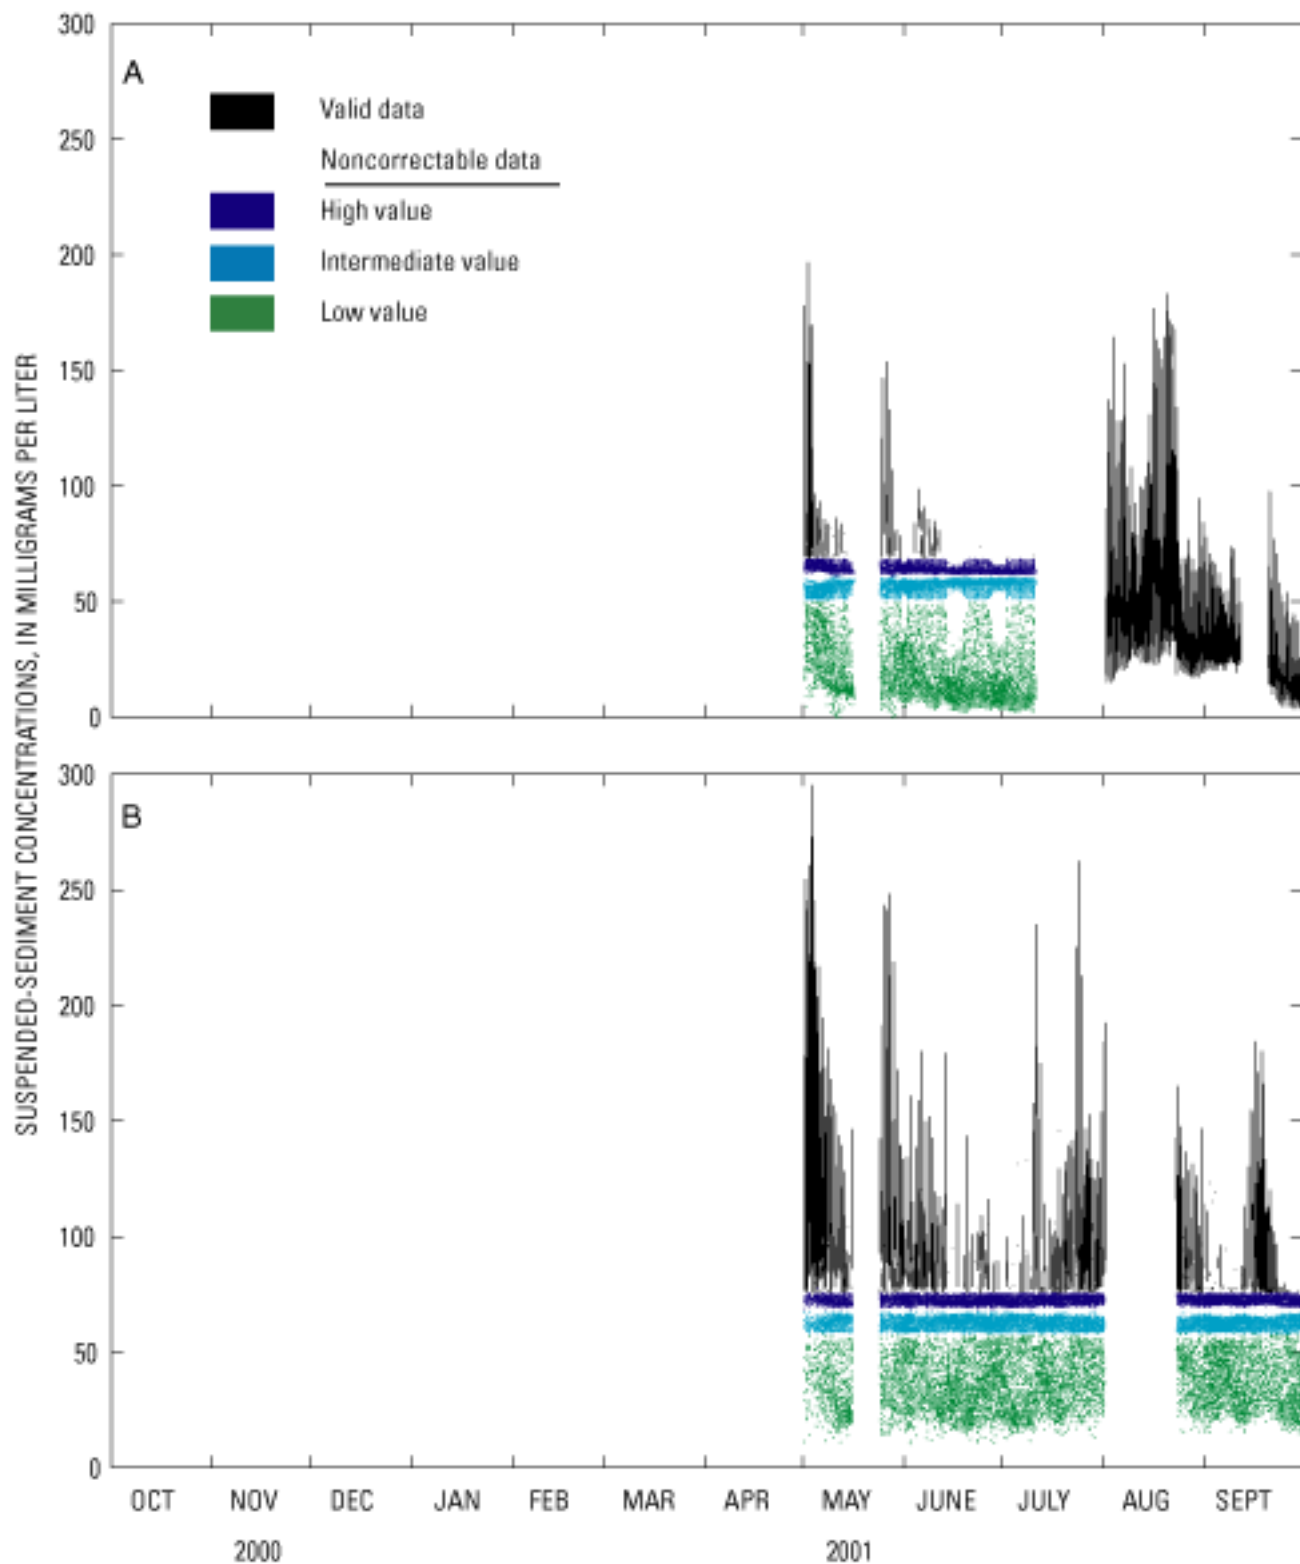 300
A
Valid data
250
Noncorrectable data
High value
200
Intermediate value
Low value
150
100
50
0
SUSPENDED-SEDIMENT CONCENTRATIONS, IN MILLIGRAMS PER LITER
300
B
250
200
150
100
50
0
OCT NOV DEC JAN FEB MAR APR MAY JUNE JULY AUG SEPT
2000 2001